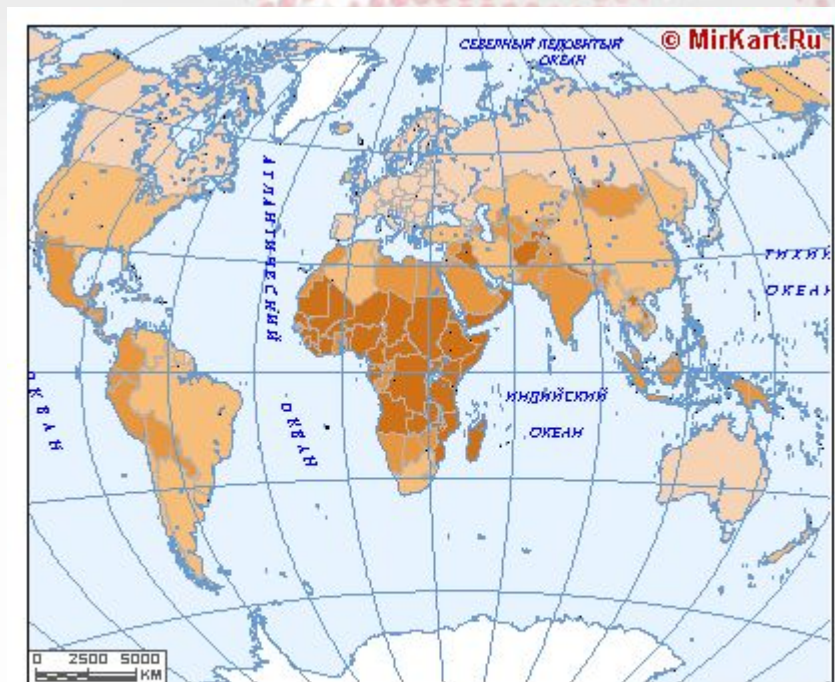 СЕВЕРНЫЙ ЛЕДОВИТЫЙ
ОКЕАН
© MirKart.Ru
АТЛАНТИЧЕСКИЙ
ОКЕАН
ТИХИЙ
ОКЕАН
ОКЕАН
ИНДИЙСКИЙ
ОКЕАН
0 2500 5000
КМ